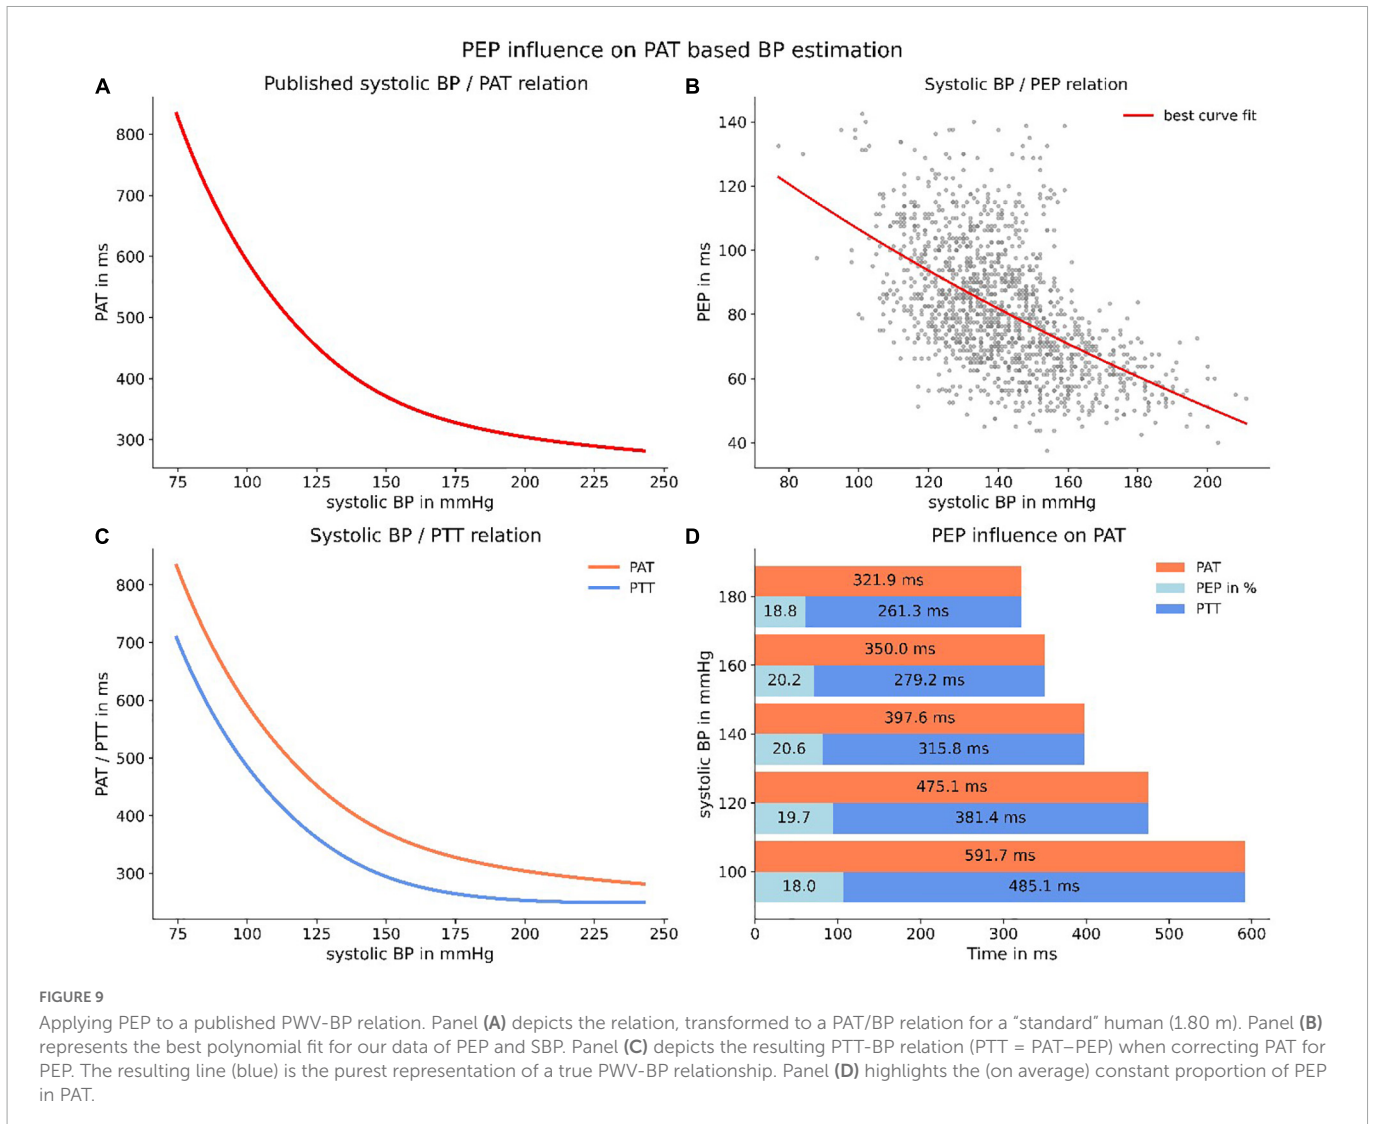 PEP influence on PAT based BP estimation
A
Published systolic BP / PAT relation
PAT in ms
800
700
600
500
400
300
75 100 125 150 175 200 225 250
systolic BP in mmHg
B
Systolic BP / PEP relation
best curve fit
PEP in ms
140
120
100
80
60
40
80 100 120 140 160 180 200
systolic BP in mmHg
C
Systolic BP / PTT relation
PAT
PTT
PAT / PTT in ms
800
700
600
500
400
300
75 100 125 150 175 200 225 250
systolic BP in mmHg
D
PEP influence on PAT
PAT
PEP in %
PTT
systolic BP in mmHg
180
160
140
120
100
321.9 ms
18.8 261.3 ms
350.0 ms
20.2 279.2 ms
397.6 ms
20.6 315.8 ms
475.1 ms
19.7 381.4 ms
591.7 ms
18.0 485.1 ms
0 100 200 300 400 500 600
Time in ms
FIGURE 9
Applying PEP to a published PWV-BP relation. Panel (A) depicts the relation, transformed to a PAT/BP relation for a “standard” human (1.80 m). Panel (B)
represents the best polynomial fit for our data of PEP and SBP. Panel (C) depicts the resulting PTT-BP relation (PTT = PAT–PEP) when correcting PAT for
PEP. The resulting line (blue) is the purest representation of a true PWV-BP relationship. Panel (D) highlights the (on average) constant proportion of PEP
in PAT.